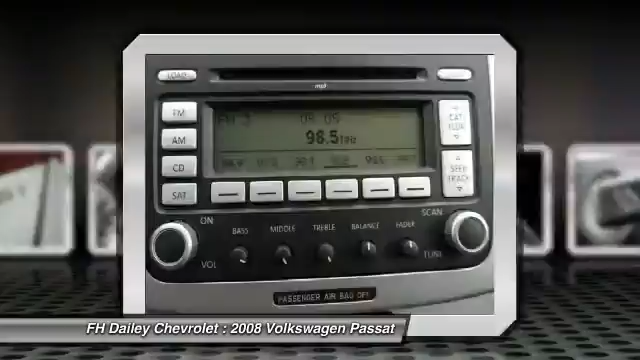 LOAD
mp3
FM
AM
CD
SAT
98.5
CAT
SEEK
TRACK
ON
SCAN
BASS MIDDLE TREBLE BALANCE FADER
VOL
TUNE
PASSENGER AIR BAG OFF
FH Dailey Chevrolet : 2008 Volkswagen Passat